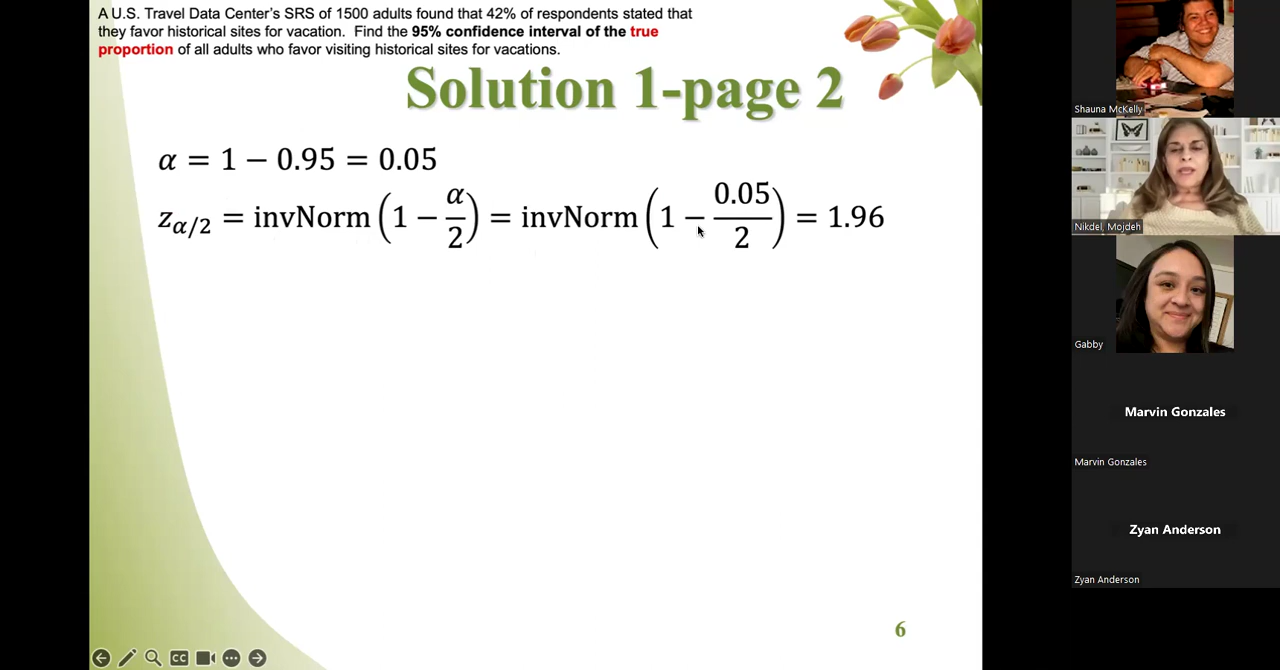 A U.S. Travel Data Center's SRS of 1500 adults found that 42% of respondents stated that
they favor historical sites for vacation. Find the 95% confidence interval of the true
proportion of all adults who favor visiting historical sites for vacations.
Solution 1-page 2
α = 1 − 0.95 = 0.05
z_{α/2} = invNorm (1 − α/2) = invNorm (1 − 0.05/2) = 1.96
6
CC
Shauna McKelly
Nikdel, Mojdeh
Gabby
Marvin Gonzales
Marvin Gonzales
Zyan Anderson
Zyan Anderson